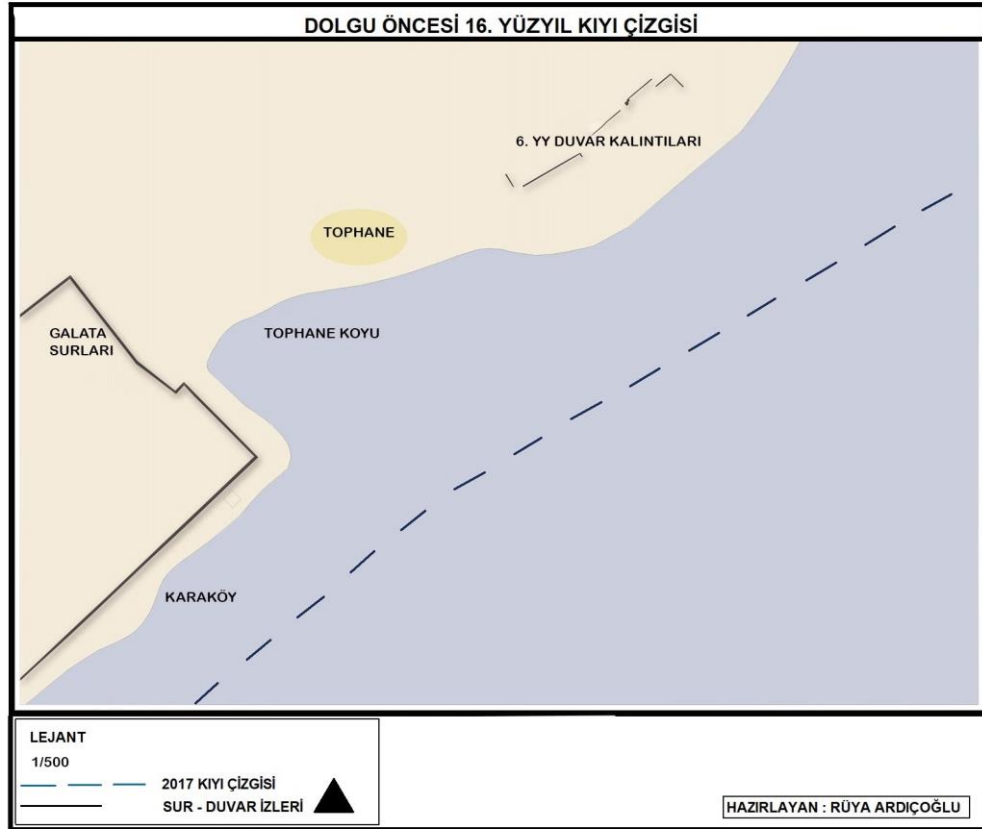 DOLGU ÖNCESİ 16. YÜZYIL KIYI ÇİZGİSİ
6. YY DUVAR KALINTILARI
TOPHANE
GALATA
SURLARI
TOPHANE KOYU
KARAKÖY
LEJANT
1/500
2017 KIYI ÇİZGİSİ
SUR - DUVAR İZLERİ
HAZIRLAYAN : RÜYA ARDIÇOĞLU